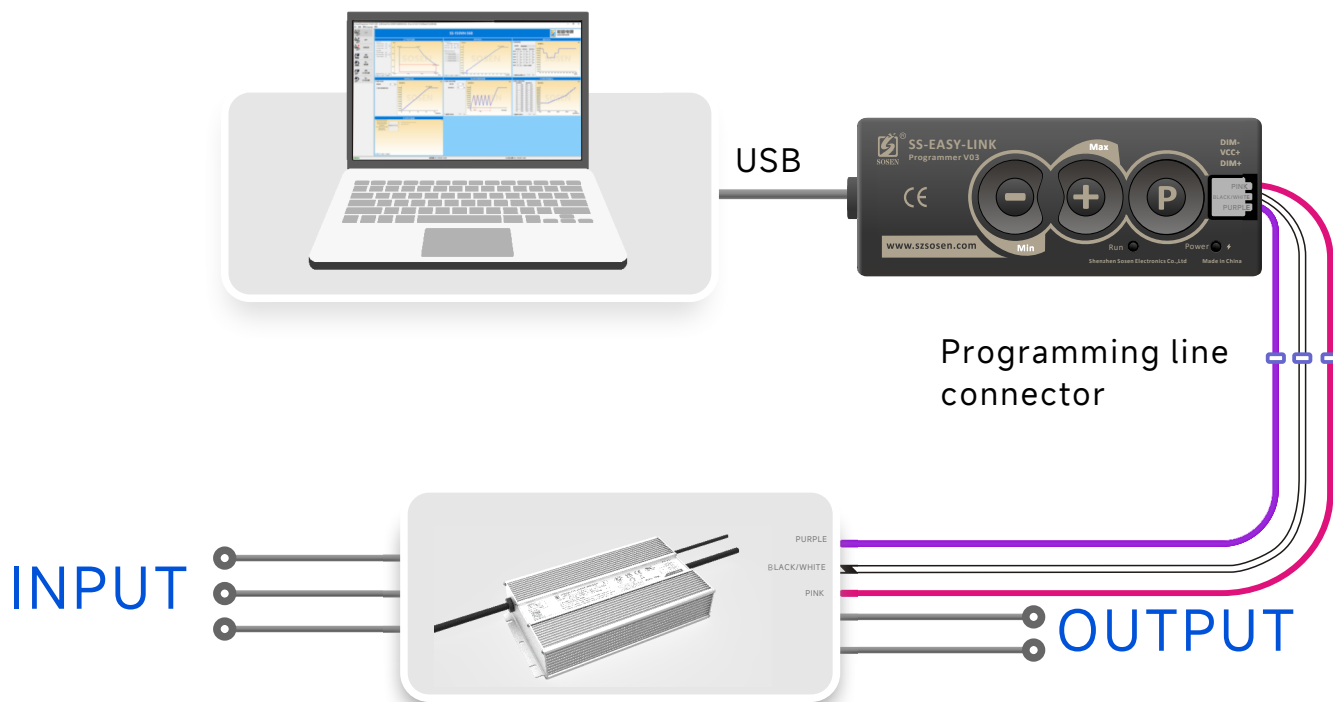 USB
SOSEN
®
SS-EASY-LINK
Programmer V03
Max
DIM-
VCC+
DIM+
PINK
BLACK/WHITE
PURPLE
P
www.szsosen.com
Min
Run
Power
Shenzhen Sosen Electronics Co.,Ltd
Made in China
CE
Programming line
connector
PURPLE
BLACK/WHITE
PINK
INPUT
OUTPUT